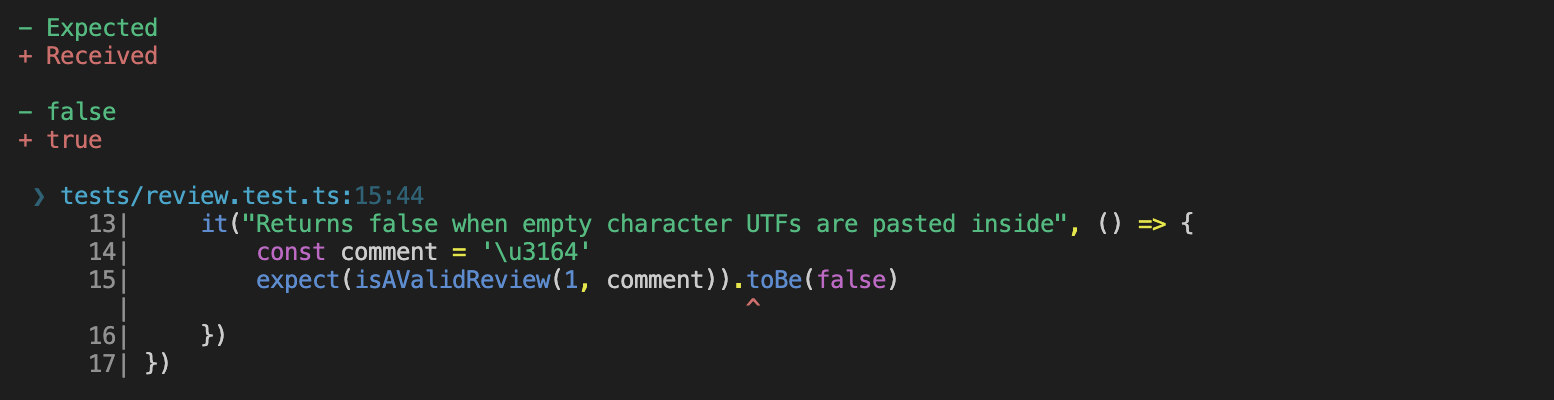 - Expected
+ Received

- false
+ true

❯ tests/review.test.ts:15:44
13|     it("Returns false when empty character UTFs are pasted inside", () => {
14|         const comment = '\u3164'
15|         expect(isAValidReview(1, comment)).toBe(false)
|                                            ^
16|     })
17| })